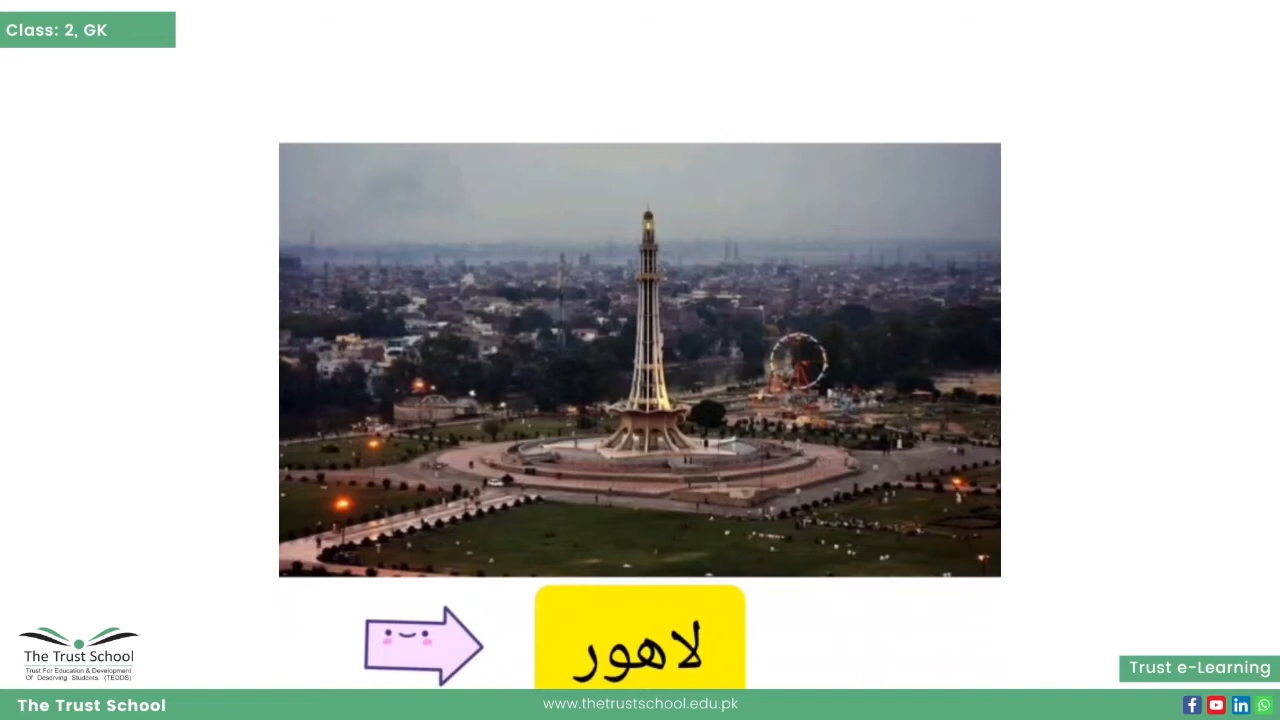 Class: 2, GK
لاهور
The Trust School
Trust For Education & Development
Of Deserving Students. (TEDDS)
Trust e-Learning
The Trust School
www.thetrustschool.edu.pk